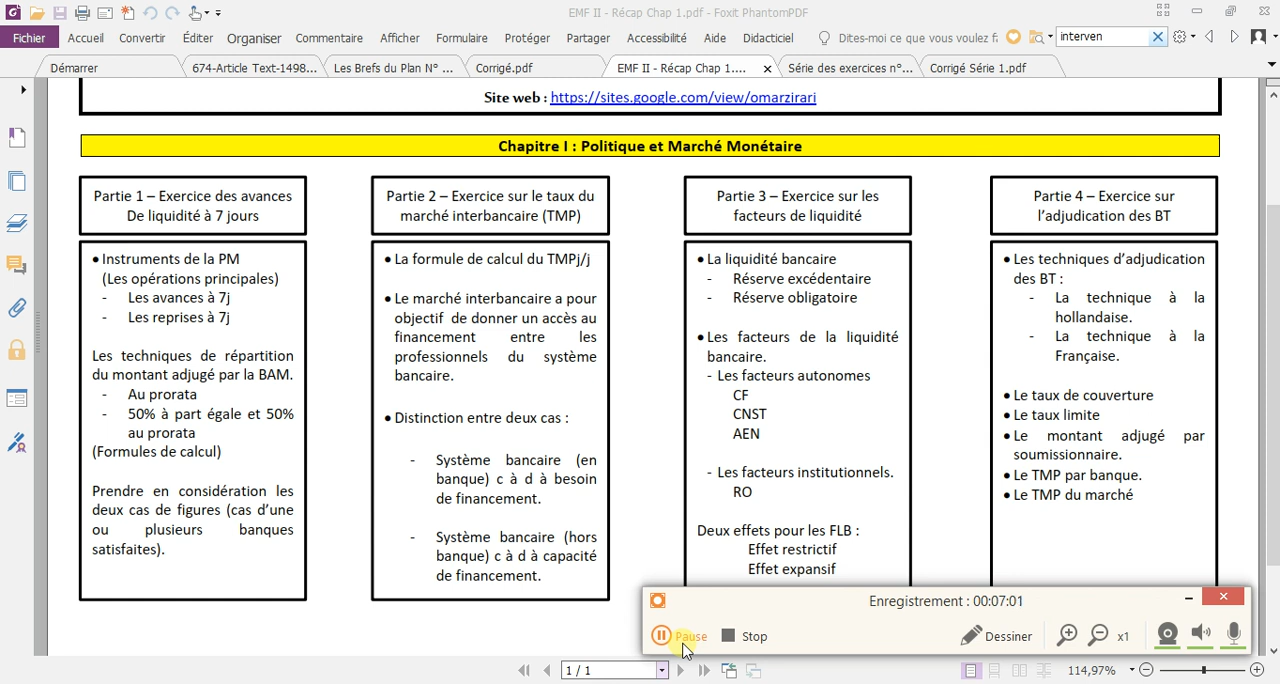 EMF II - Récap Chap 1.pdf - Foxit PhantomPDF
Fichier Accueil Convertir Éditer Organiser Commentaire Afficher Formulaire Protéger Partager Accessibilité Aide Didacticiel Dites-moi ce que vous voulez f. interven
Démarrer 674-Article Text-1498... Les Brefs du Plan N° ... Corrigé.pdf EMF II - Récap Chap 1.... Série des exercices n°... Corrigé Série 1.pdf
Site web : https://sites.google.com/view/omarzirari
Chapitre I : Politique et Marché Monétaire
Partie 1 – Exercice des avances
De liquidité à 7 jours
• Instruments de la PM
(Les opérations principales)
- Les avances à 7j
- Les reprises à 7j
Les techniques de répartition
du montant adjugé par la BAM.
- Au prorata
- 50% à part égale et 50%
au prorata
(Formules de calcul)
Prendre en considération les
deux cas de figures (cas d'une
ou plusieurs banques
satisfaites).
Partie 2 – Exercice sur le taux du
marché interbancaire (TMP)
• La formule de calcul du TMPj/j
• Le marché interbancaire a pour
objectif de donner un accès au
financement entre les
professionnels du système
bancaire.
• Distinction entre deux cas :
- Système bancaire (en
banque) c à d à besoin
de financement.
- Système bancaire (hors
banque) c à d à capacité
de financement.
Partie 3 – Exercice sur les
facteurs de liquidité
• La liquidité bancaire
- Réserve excédentaire
- Réserve obligatoire
• Les facteurs de la liquidité
bancaire.
- Les facteurs autonomes
CF
CNST
AEN
- Les facteurs institutionnels.
RO
Deux effets pour les FLB :
Effet restrictif
Effet expansif
Partie 4 – Exercice sur
l'adjudication des BT
• Les techniques d'adjudication
des BT :
- La technique à la
hollandaise.
- La technique à la
Française.
• Le taux de couverture
• Le taux limite
• Le montant adjugé par
soumissionnaire.
• Le TMP par banque.
• Le TMP du marché
Enregistrement : 00:07:01
Pause Stop Dessiner x1
1 / 1 114,97%